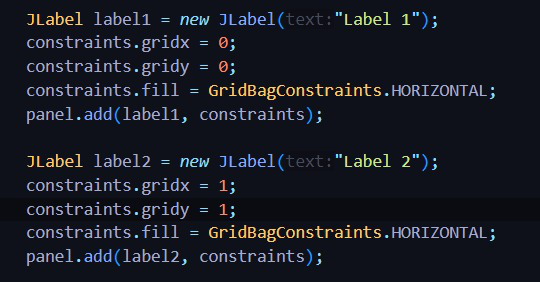 JLabel label1 = new JLabel(text:"Label 1");
constraints.gridx = 0;
constraints.gridy = 0;
constraints.fill = GridBagConstraints.HORIZONTAL;
panel.add(label1, constraints);
JLabel label2 = new JLabel(text:"Label 2");
constraints.gridx = 1;
constraints.gridy = 1;
constraints.fill = GridBagConstraints.HORIZONTAL;
panel.add(label2, constraints);